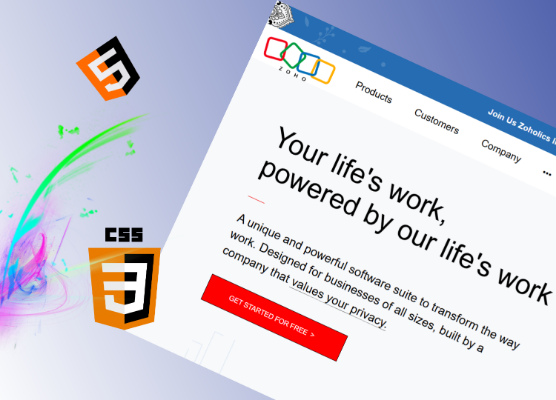 Join Us Zoholics
ZOHO
Products
Customers
Company
•••
Your life's work,
powered by our life's work
A unique and powerful software suite to transform the way
work. Designed for businesses of all sizes, built by a
company that values your privacy.
GET STARTED FOR FREE >
5
CSS
3